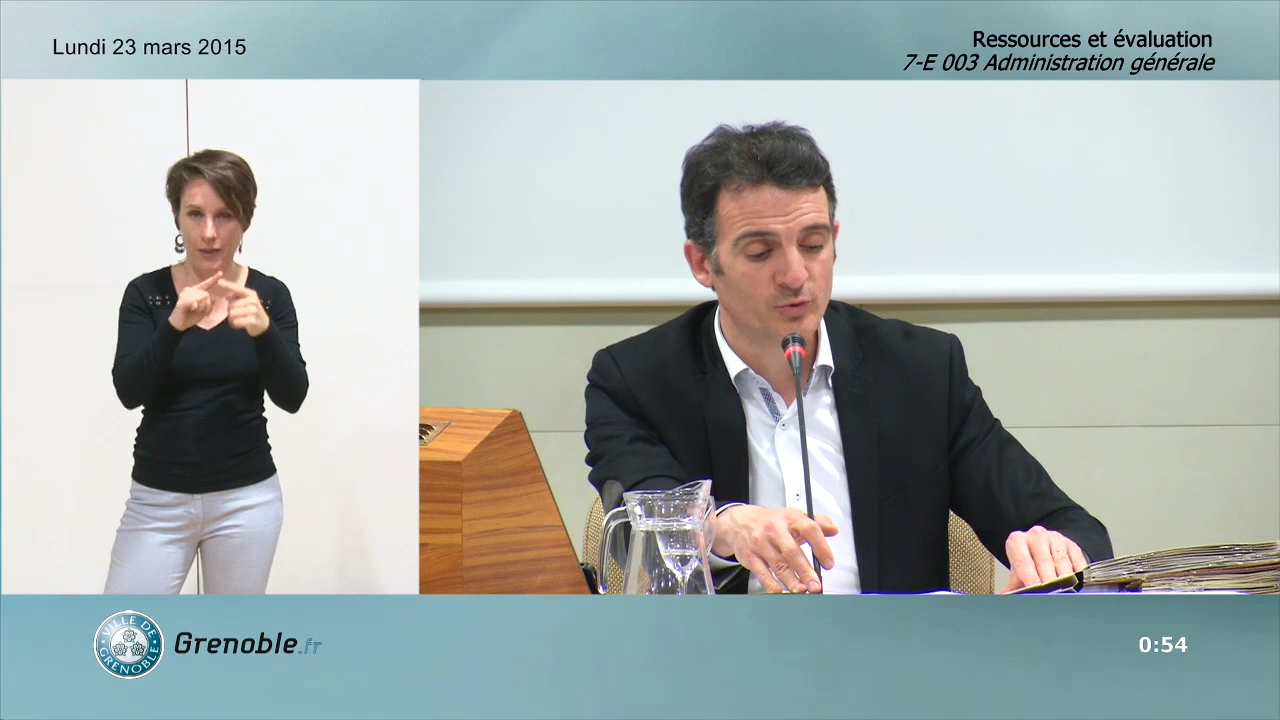 Lundi 23 mars 2015
Ressources et évaluation
7-E 003 Administration générale
VILLE DE
GRENOBLE
Grenoble.fr
0:54